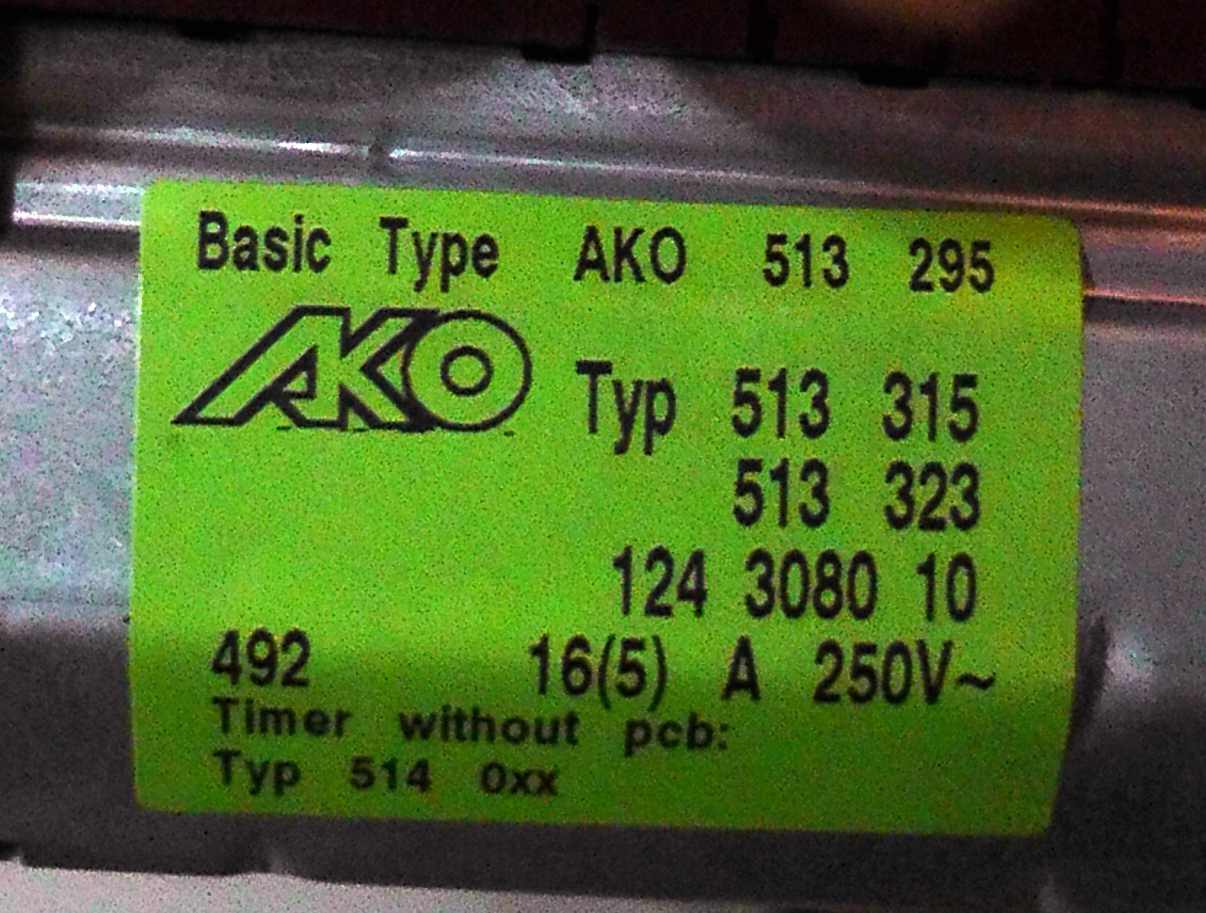 Basic Type AKO 513 295
AKO
Typ 513 315
513 323
124 3080 10
492 16(5) A 250V~
Timer without pcb:
Typ 514 0xx